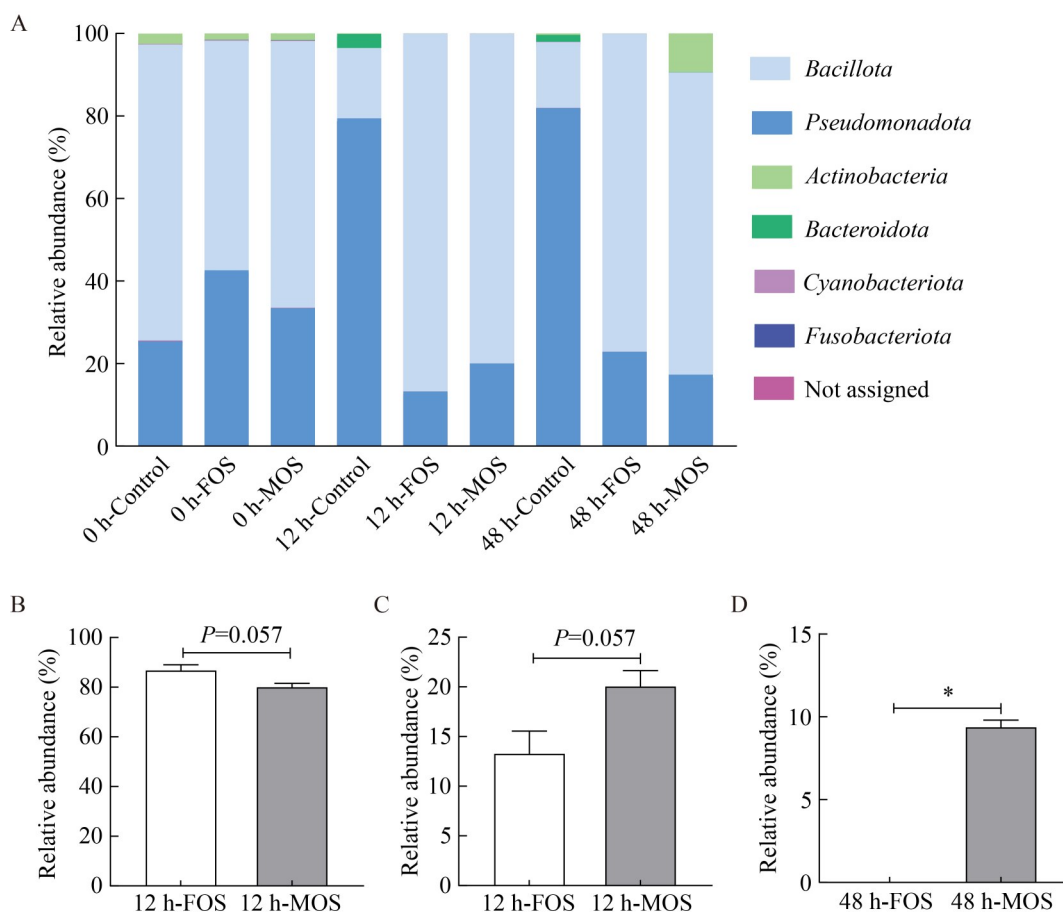 A
Relative abundance (%)
100
80
60
40
20
0
0 h-Control
0 h-FOS
0 h-MOS
12 h-Control
12 h-FOS
12 h-MOS
48 h-Control
48 h-FOS
48 h-MOS
Bacillota
Pseudomonadota
Actinobacteria
Bacteroidota
Cyanobacteriota
Fusobacteriota
Not assigned
B
Relative abundance (%)
100
80
60
40
20
0
P=0.057
12 h-FOS 12 h-MOS
C
Relative abundance (%)
25
20
15
10
5
0
P=0.057
12 h-FOS 12 h-MOS
D
Relative abundance (%)
15
10
5
0
*
48 h-FOS 48 h-MOS